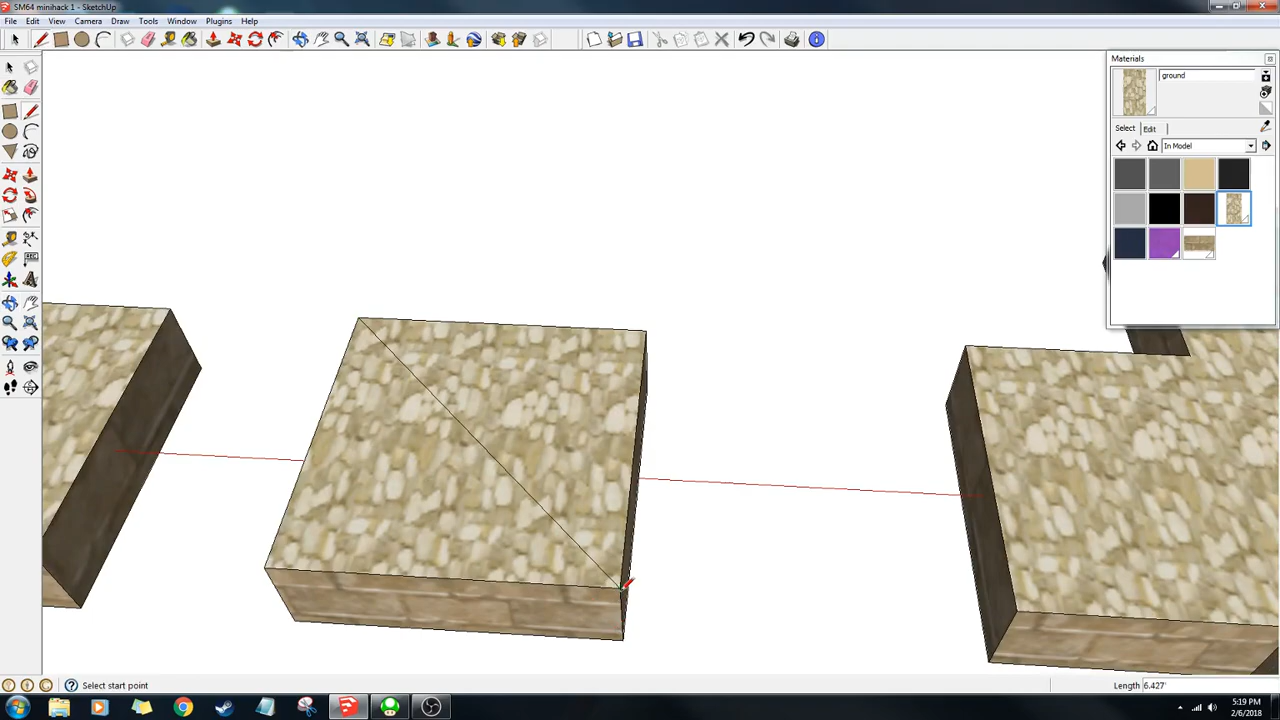 SM64 minihack 1 - SketchUp
File Edit View Camera Draw Tools Window Plugins Help
Materials
ground
Select Edit
In Model
Select start point
Length 6.427'
5:19 PM
2/6/2018